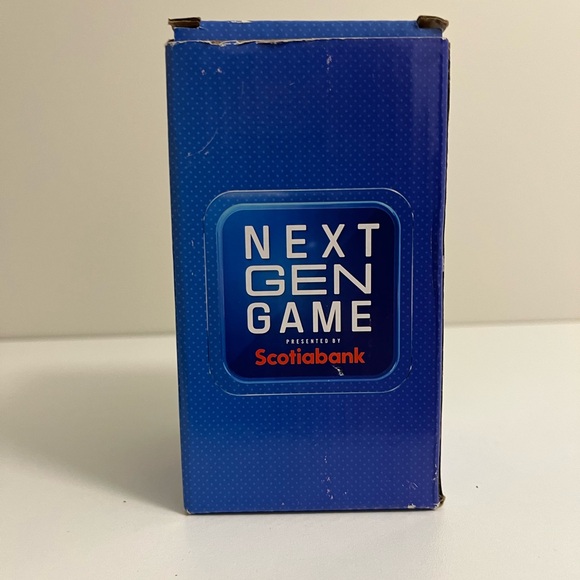 NEXT
GEN
GAME
PRESENTED BY
Scotiabank